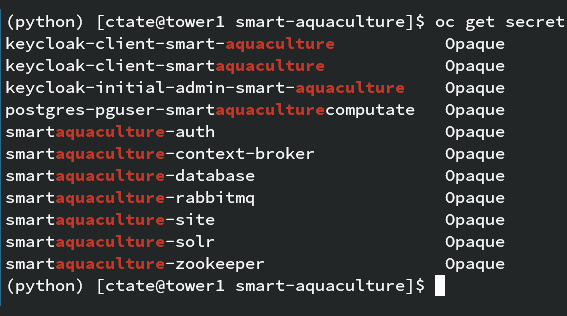 (python) [ctate@tower1 smart-aquaculture]$ oc get secret
keycloak-client-smart-aquaculture Opaque
keycloak-client-smartaquaculture Opaque
keycloak-initial-admin-smart-aquaculture Opaque
postgres-pguser-smartaquaculturecomputate Opaque
smartaquaculture-auth Opaque
smartaquaculture-context-broker Opaque
smartaquaculture-database Opaque
smartaquaculture-rabbitmq Opaque
smartaquaculture-site Opaque
smartaquaculture-solr Opaque
smartaquaculture-zookeeper Opaque
(python) [ctate@tower1 smart-aquaculture]$